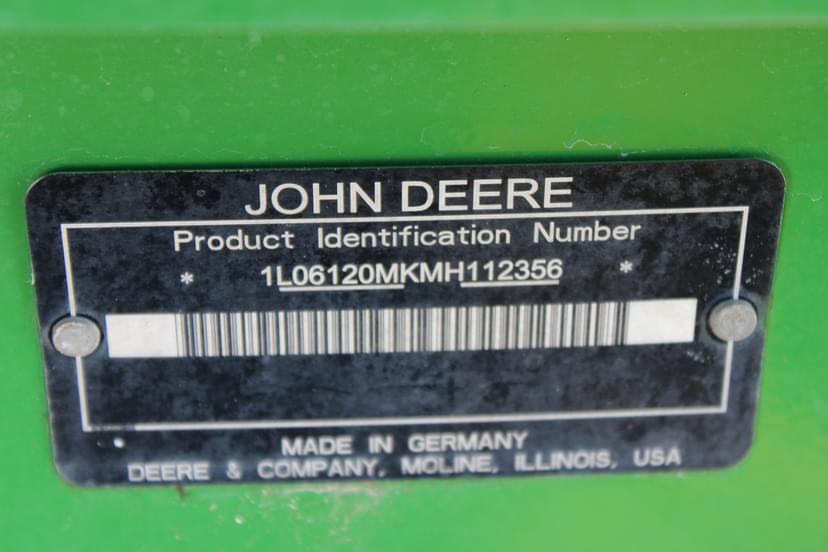 JOHN DEERE
Product Identification Number
* 1L06120MKMH112356 *
MADE IN GERMANY
DEERE & COMPANY, MOLINE, ILLINOIS, USA